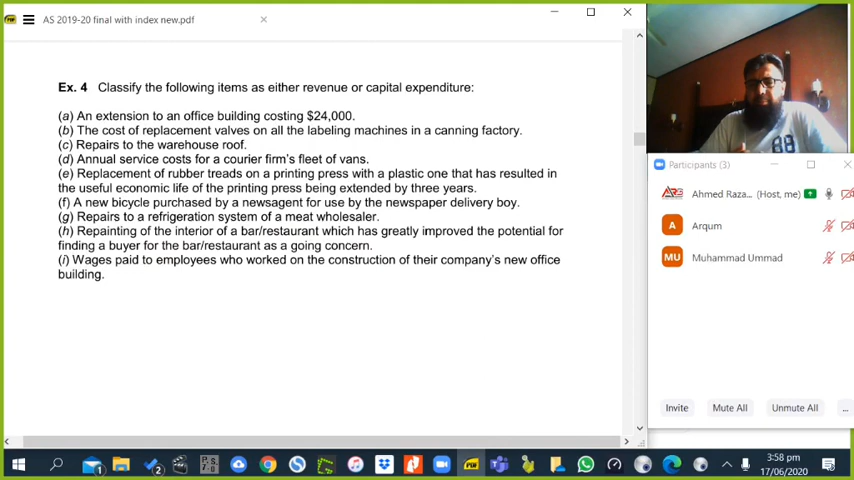 AS 2019-20 final with index new.pdf
Ex. 4 Classify the following items as either revenue or capital expenditure:
(a) An extension to an office building costing $24,000.
(b) The cost of replacement valves on all the labeling machines in a canning factory.
(c) Repairs to the warehouse roof.
(d) Annual service costs for a courier firm's fleet of vans.
(e) Replacement of rubber treads on a printing press with a plastic one that has resulted in
the useful economic life of the printing press being extended by three years.
(f) A new bicycle purchased by a newsagent for use by the newspaper delivery boy.
(g) Repairs to a refrigeration system of a meat wholesaler.
(h) Repainting of the interior of a bar/restaurant which has greatly improved the potential for
finding a buyer for the bar/restaurant as a going concern.
(i) Wages paid to employees who worked on the construction of their company's new office
building.
88
Participants (3)
ARS Ahmed Raza... (Host, me)
A Arqum
MU Muhammad Ummad
Invite Mute All Unmute All ...
3:58 pm
17/06/2020